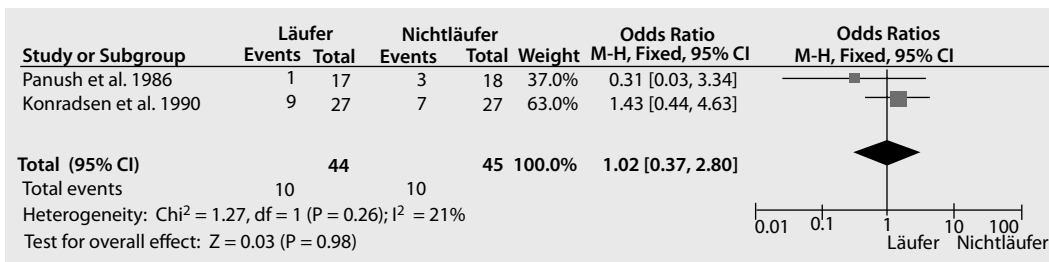 Läufer Nichtläufer Odds Ratio Odds Ratios
Study or Subgroup Events Total Events Total Weight M-H, Fixed, 95% CI M-H, Fixed, 95% CI
Panush et al. 1986 1 17 3 18 37.0% 0.31 [0.03, 3.34]
Konradsen et al. 1990 9 27 7 27 63.0% 1.43 [0.44, 4.63]
Total (95% CI) 44 45 100.0% 1.02 [0.37, 2.80]
Total events 10 10
Heterogeneity: Chi² = 1.27, df = 1 (P = 0.26); I² = 21%
Test for overall effect: Z = 0.03 (P = 0.98)
0.01 0.1 1 10 100
Läufer Nichtläufer